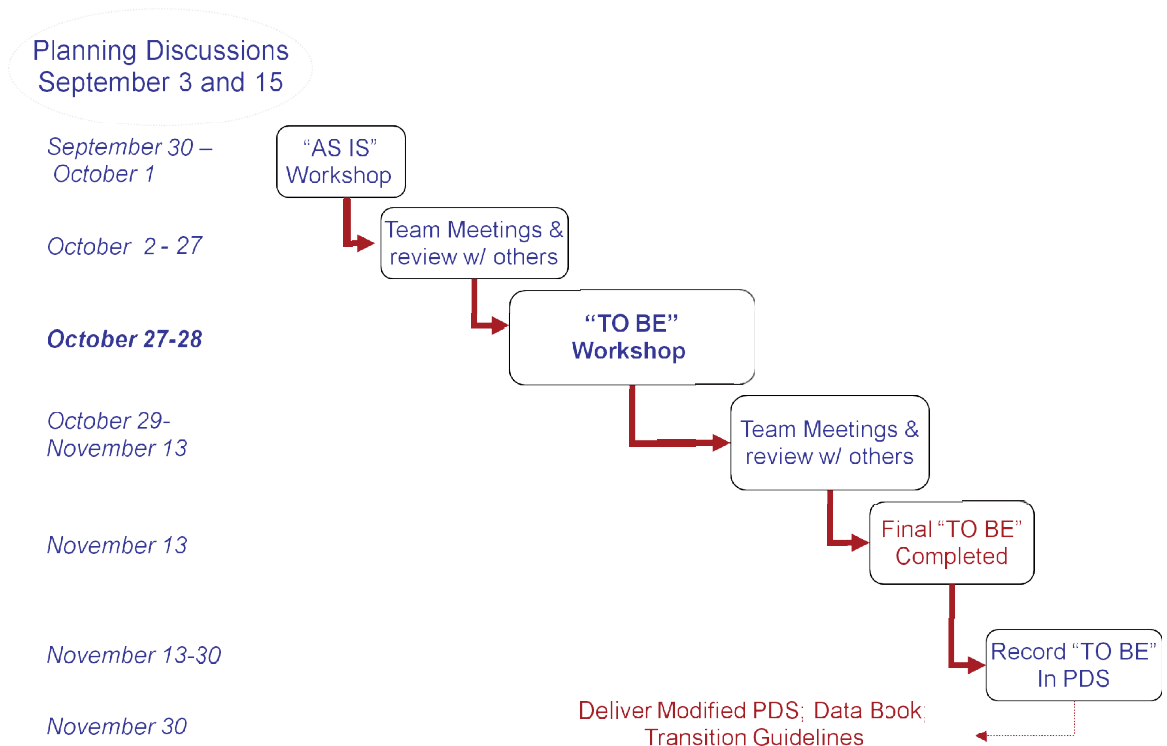 Planning Discussions
September 3 and 15
September 30 –
October 1
“AS IS”
Workshop
October 2 - 27
Team Meetings &
review w/ others
October 27-28
“TO BE”
Workshop
October 29-
November 13
Team Meetings &
review w/ others
November 13
Final “TO BE”
Completed
November 13-30
Record “TO BE”
In PDS
November 30
Deliver Modified PDS; Data Book;
Transition Guidelines